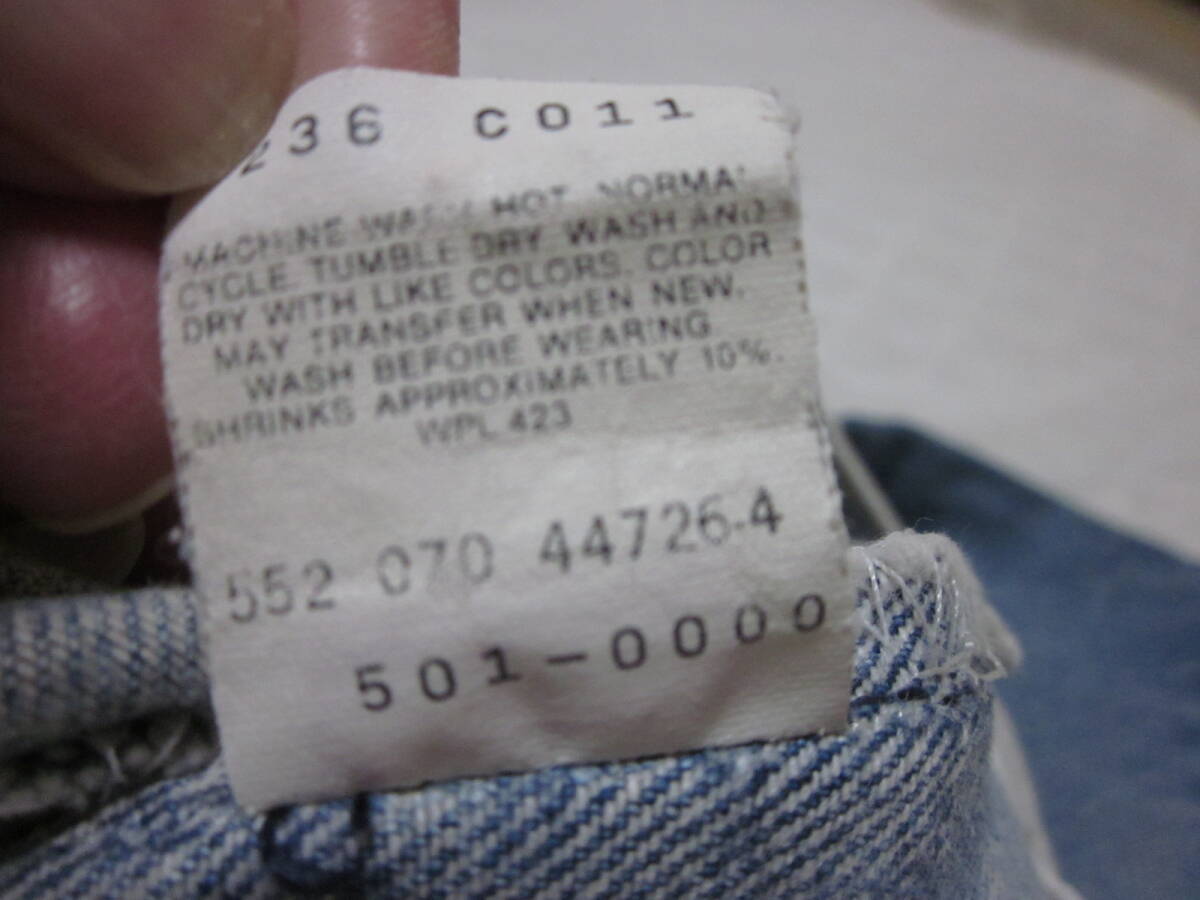 236 C011
MACHINE WASH HOT NORMAL
CYCLE TUMBLE DRY WASH AND
DRY WITH LIKE COLORS. COLOR
MAY TRANSFER WHEN NEW.
WASH BEFORE WEARING.
SHRINKS APPROXIMATELY 10%.
WPL 423
552 070 44726-4
501-0000